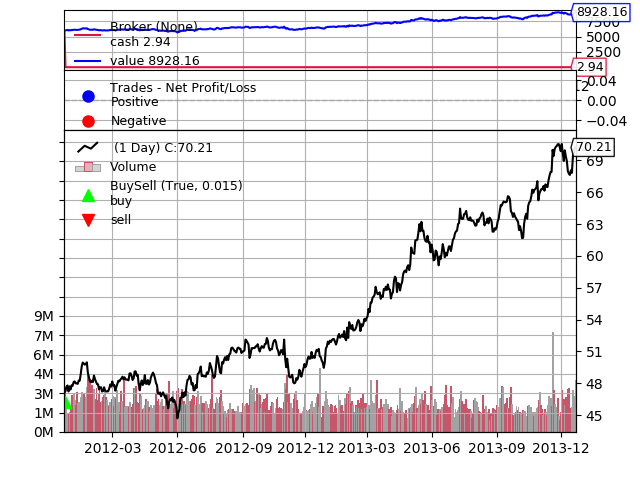 Broker (None)
cash 2.94
value 8928.16
8928.16
7500
5000
2500
2.94
Trades - Net Profit/Loss
Positive
Negative
0.04
0.00
−0.04
(1 Day) C:70.21
Volume
BuySell (True, 0.015)
buy
sell
70.21
69
66
63
60
57
54
51
48
45
9M
7M
6M
4M
3M
1M
0M
2012-03 2012-06 2012-09 2012-12 2013-03 2013-06 2013-09 2013-12